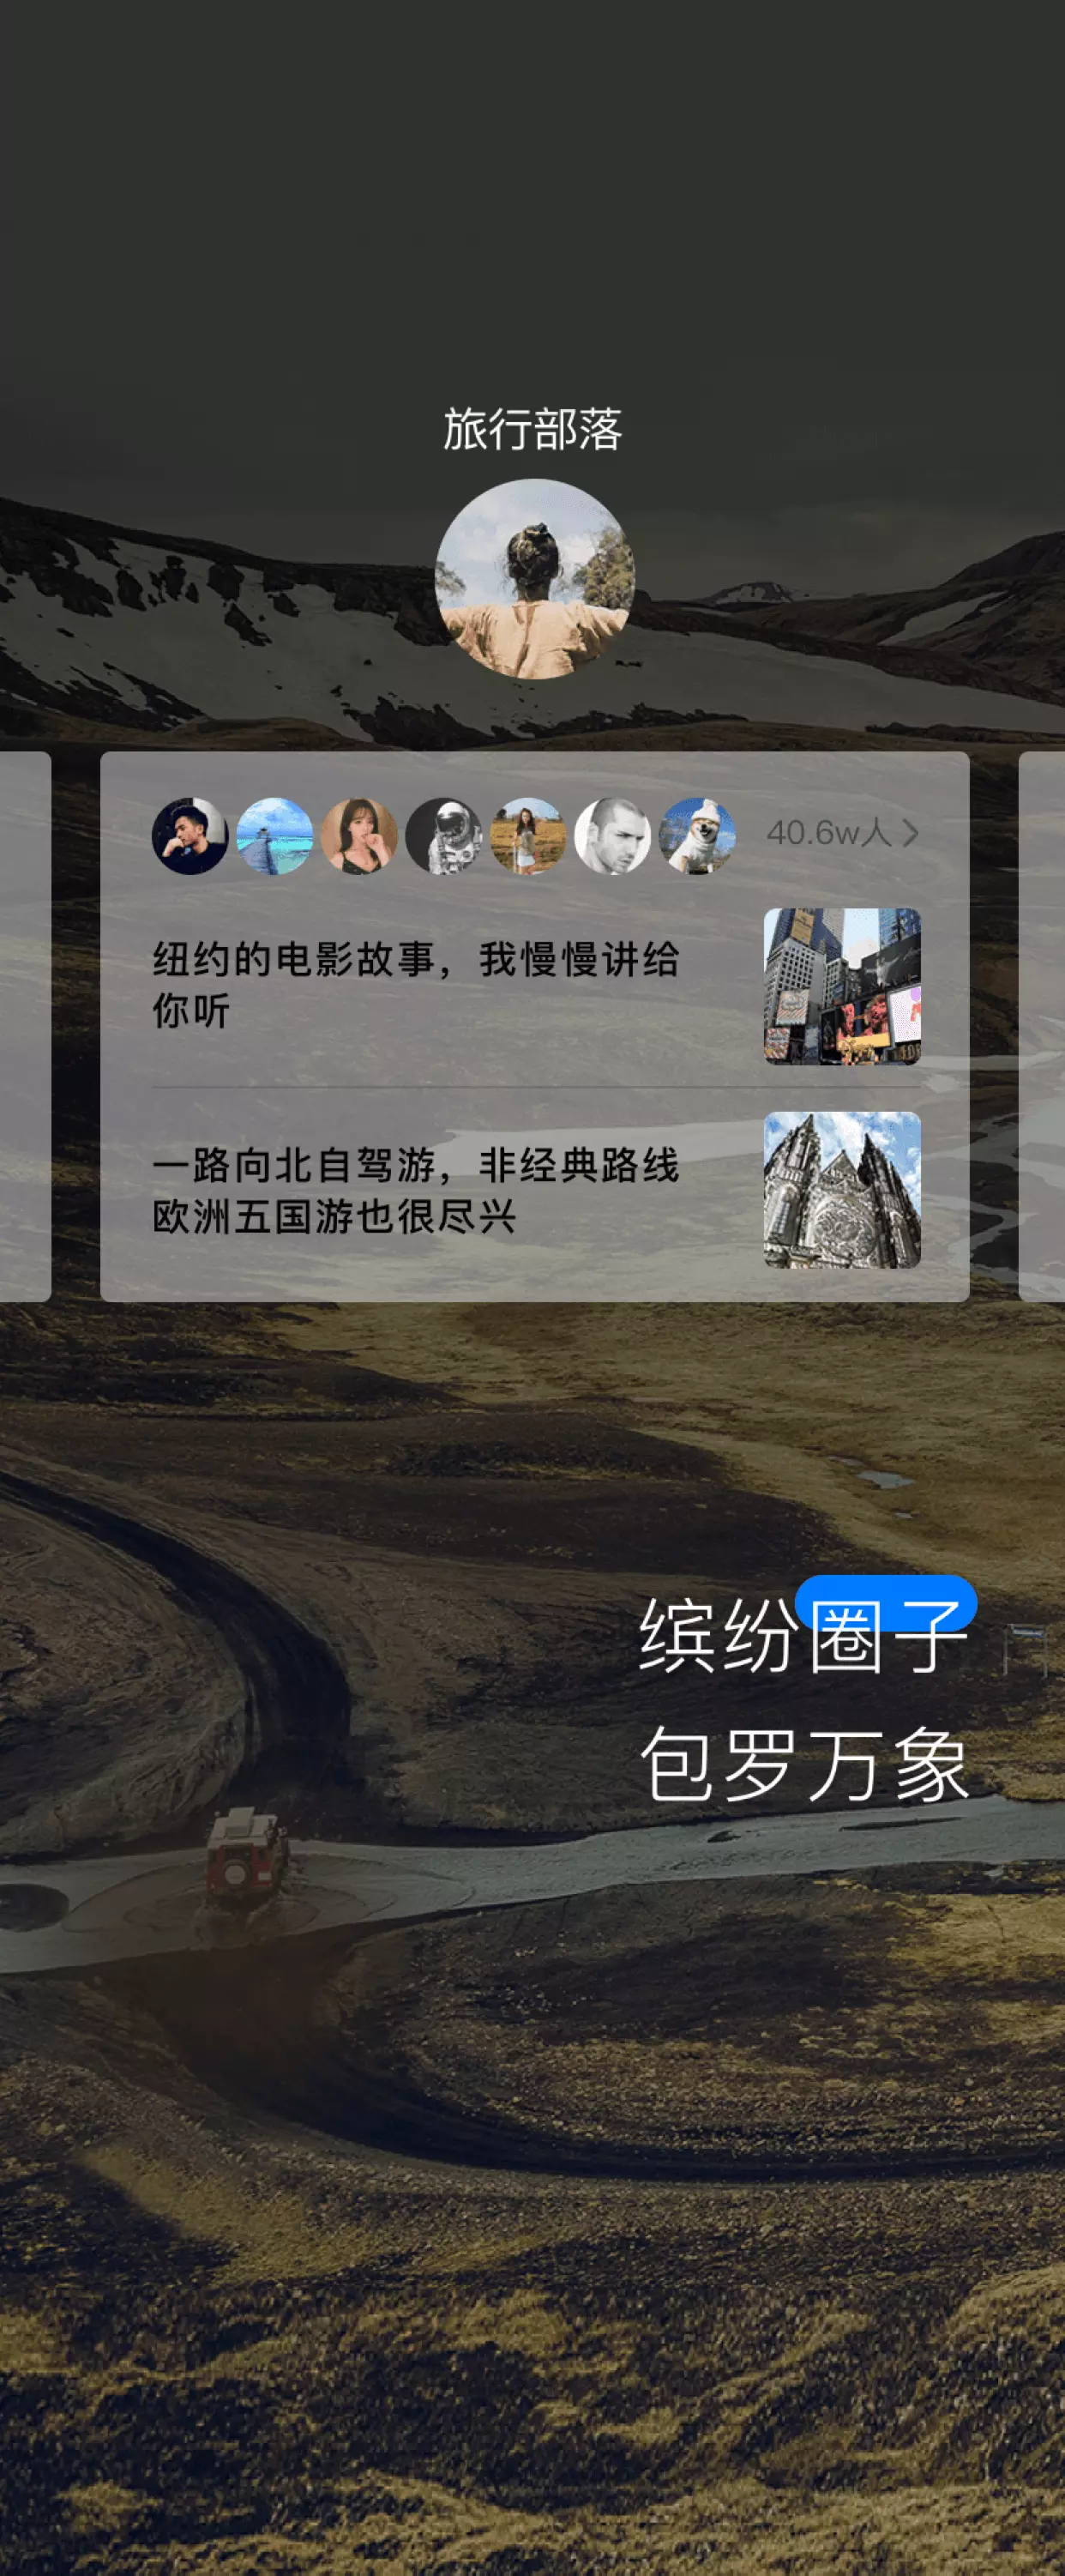 旅行部落
40.6w人
纽约的电影故事，我慢慢讲给
你听
一路向北自驾游，非经典路线
欧洲五国游也很尽兴
缤纷圈子
包罗万象